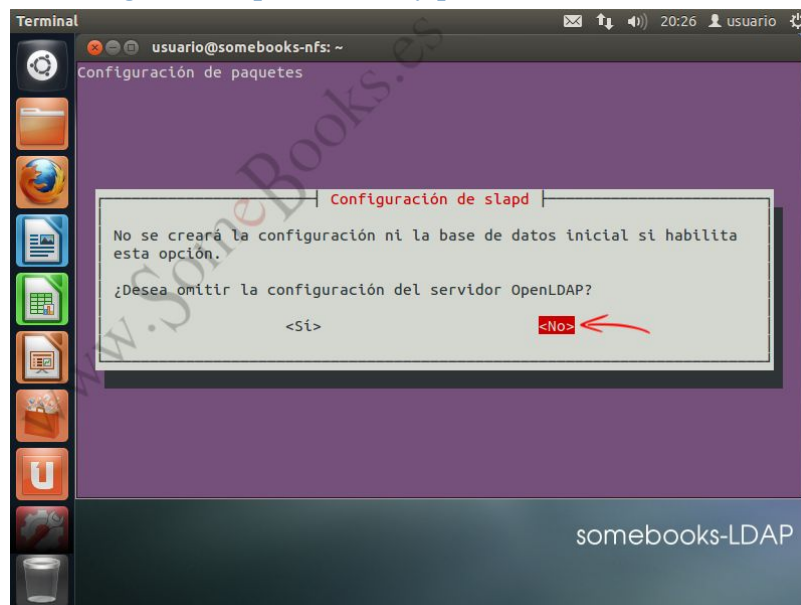 Terminal
20:26 usuario
usuario@somebooks-nfs: ~
Configuración de paquetes
Configuración de slapd
No se creará la configuración ni la base de datos inicial si habilita
esta opción.
¿Desea omitir la configuración del servidor OpenLDAP?
<Sí> <No>
www.SomeBooks.es
somebooks-LDAP